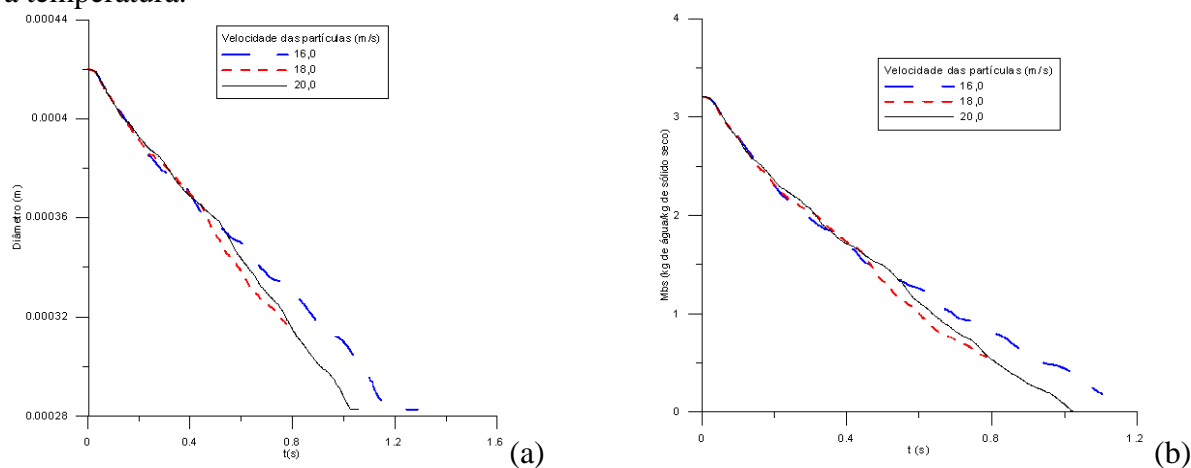 a temperatura.
0.00044
0.0004
0.00036
0.00032
0.00028
Diâmetro (m)
Velocidade das partículas (m/s)
16,0
18,0
20,0
0
0.4
0.8
1.2
1.6
t(s)
(a)
4
3
2
1
0
Mbs (kg de água/kg de sólido seco)
Velocidade das partículas (m/s)
16,0
18,0
20,0
0
0.4
0.8
1.2
t (s)
(b)